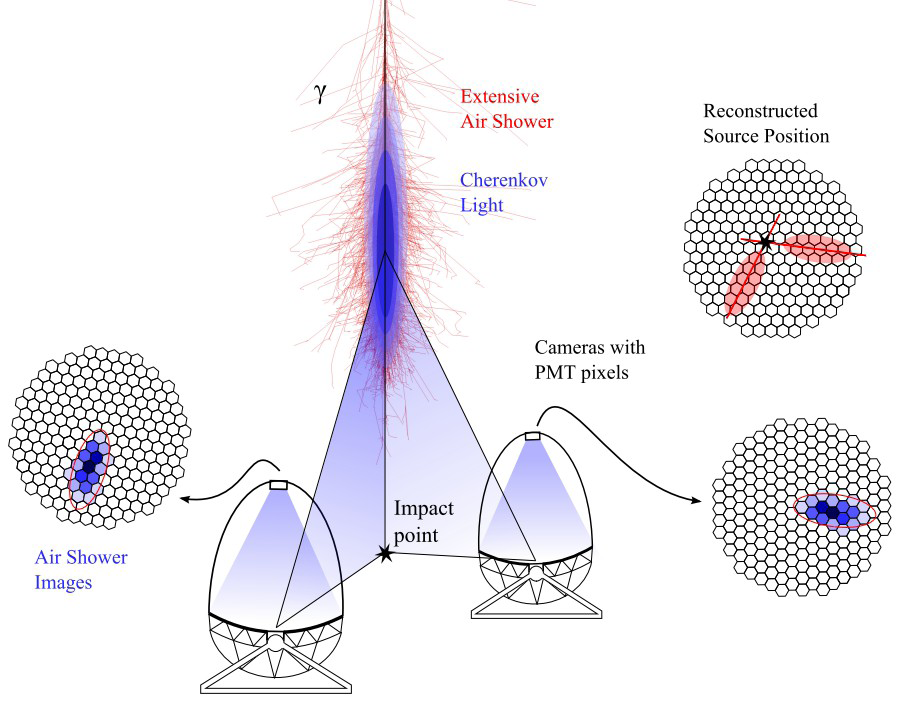 γ
Extensive
Air Shower
Reconstructed
Source Position
Cherenkov
Light
Cameras with
PMT pixels
Impact
point
Air Shower
Images